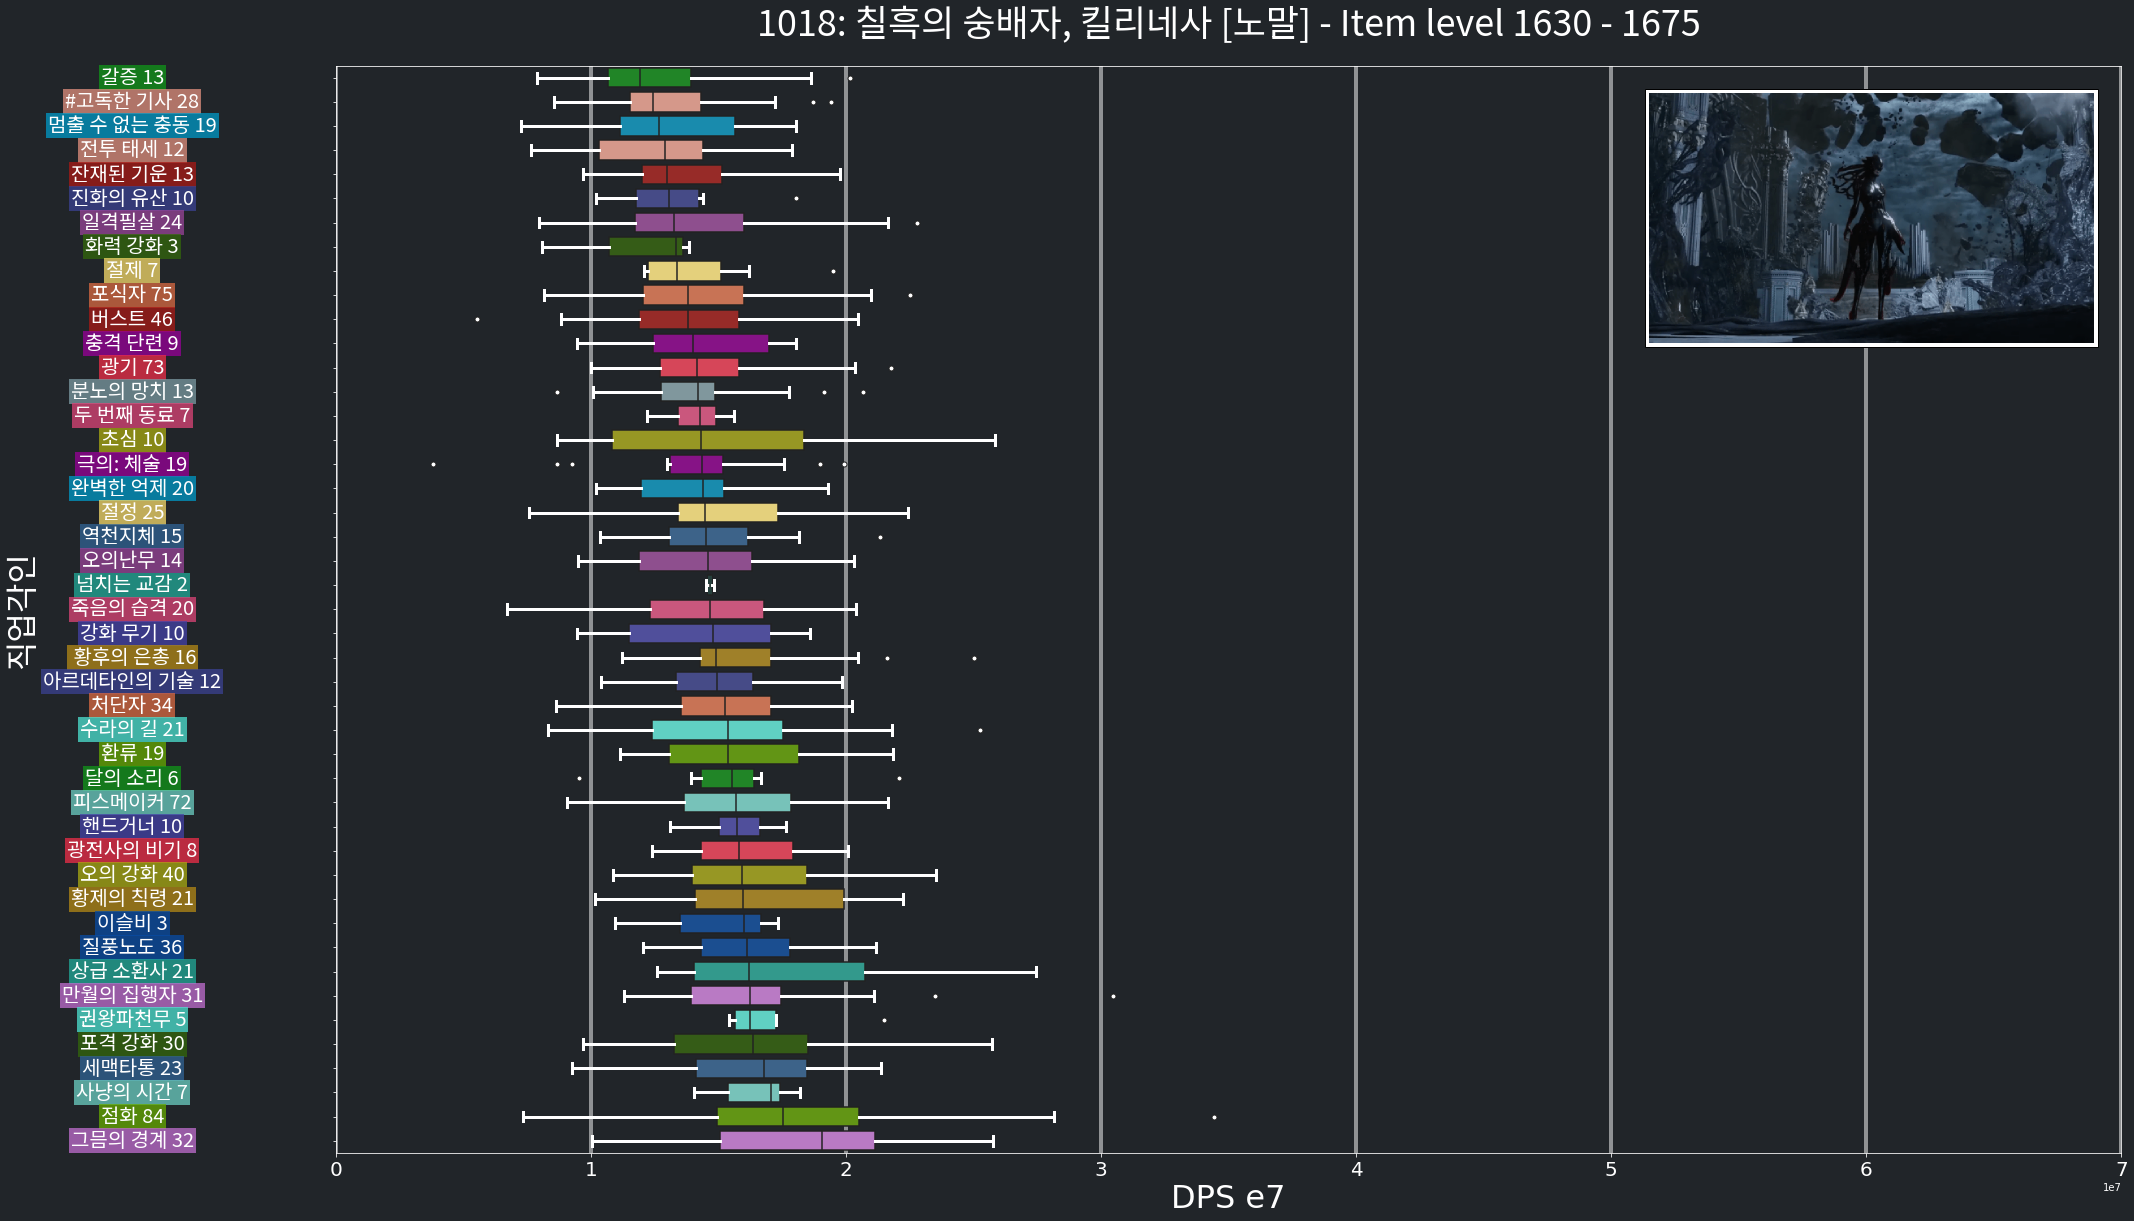 1018: 칠흑의 숭배자, 킬리네사 [노말] - Item level 1630 - 1675
갈증 13
#고독한 기사 28
멈출 수 없는 충동 19
전투 태세 12
잔재된 기운 13
진화의 유산 10
일격필살 24
화력 강화 3
절제 7
포식자 75
버스트 46
충격 단련 9
광기 73
분노의 망치 13
두 번째 동료 7
초심 10
극의: 체술 19
완벽한 억제 20
절정 25
역천지체 15
오의난무 14
넘치는 교감 2
죽음의 습격 20
강화 무기 10
황후의 은총 16
아르데타인의 기술 12
처단자 34
수라의 길 21
환류 19
달의 소리 6
피스메이커 72
핸드거너 10
광전사의 비기 8
오의 강화 40
황제의 칙령 21
이슬비 3
질풍노도 36
상급 소환사 21
만월의 집행자 31
권왕파천무 5
포격 강화 30
세맥타통 23
사냥의 시간 7
점화 84
그믐의 경계 32
직업각인
0 1 2 3 4 5 6 7
1e7
DPS e7